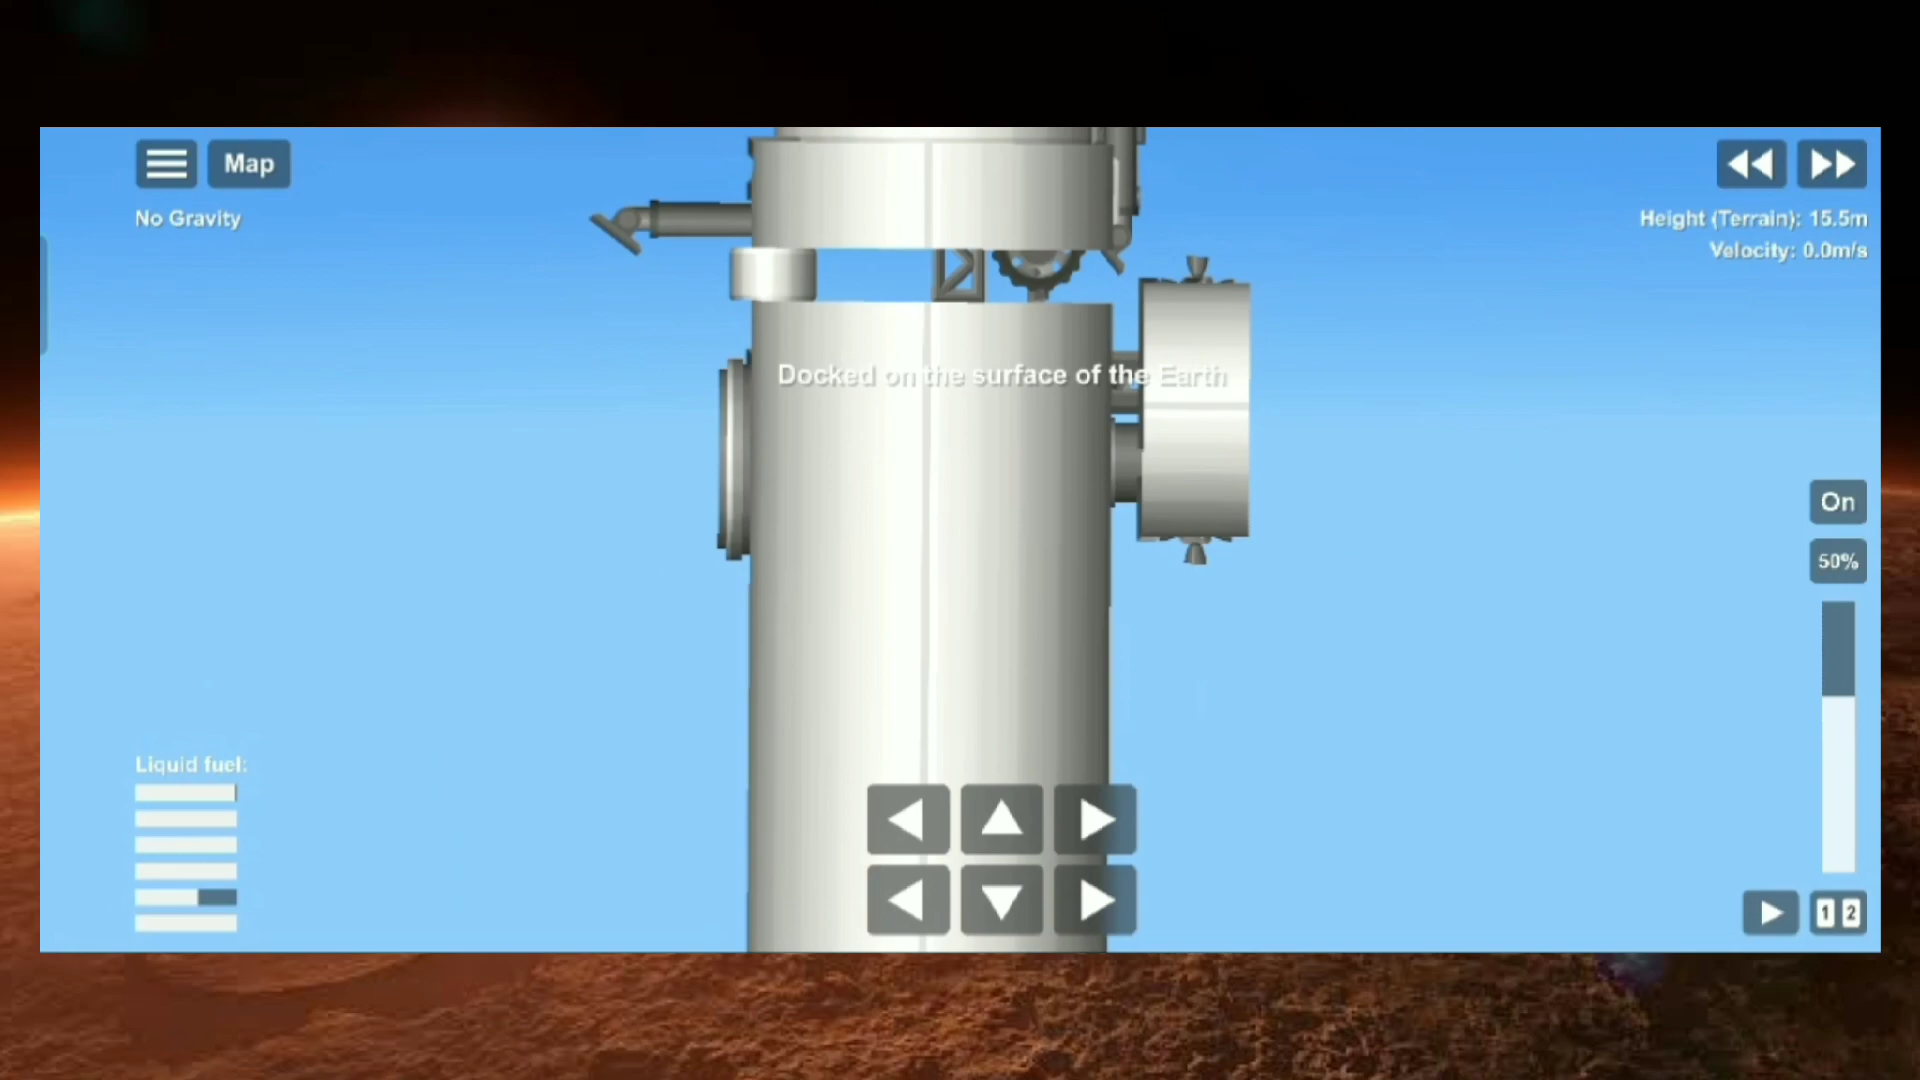 Map
No Gravity
Height (Terrain): 15.5m
Velocity: 0.0m/s
Docked on the surface of the Earth
On
50%
Liquid fuel:
1 2